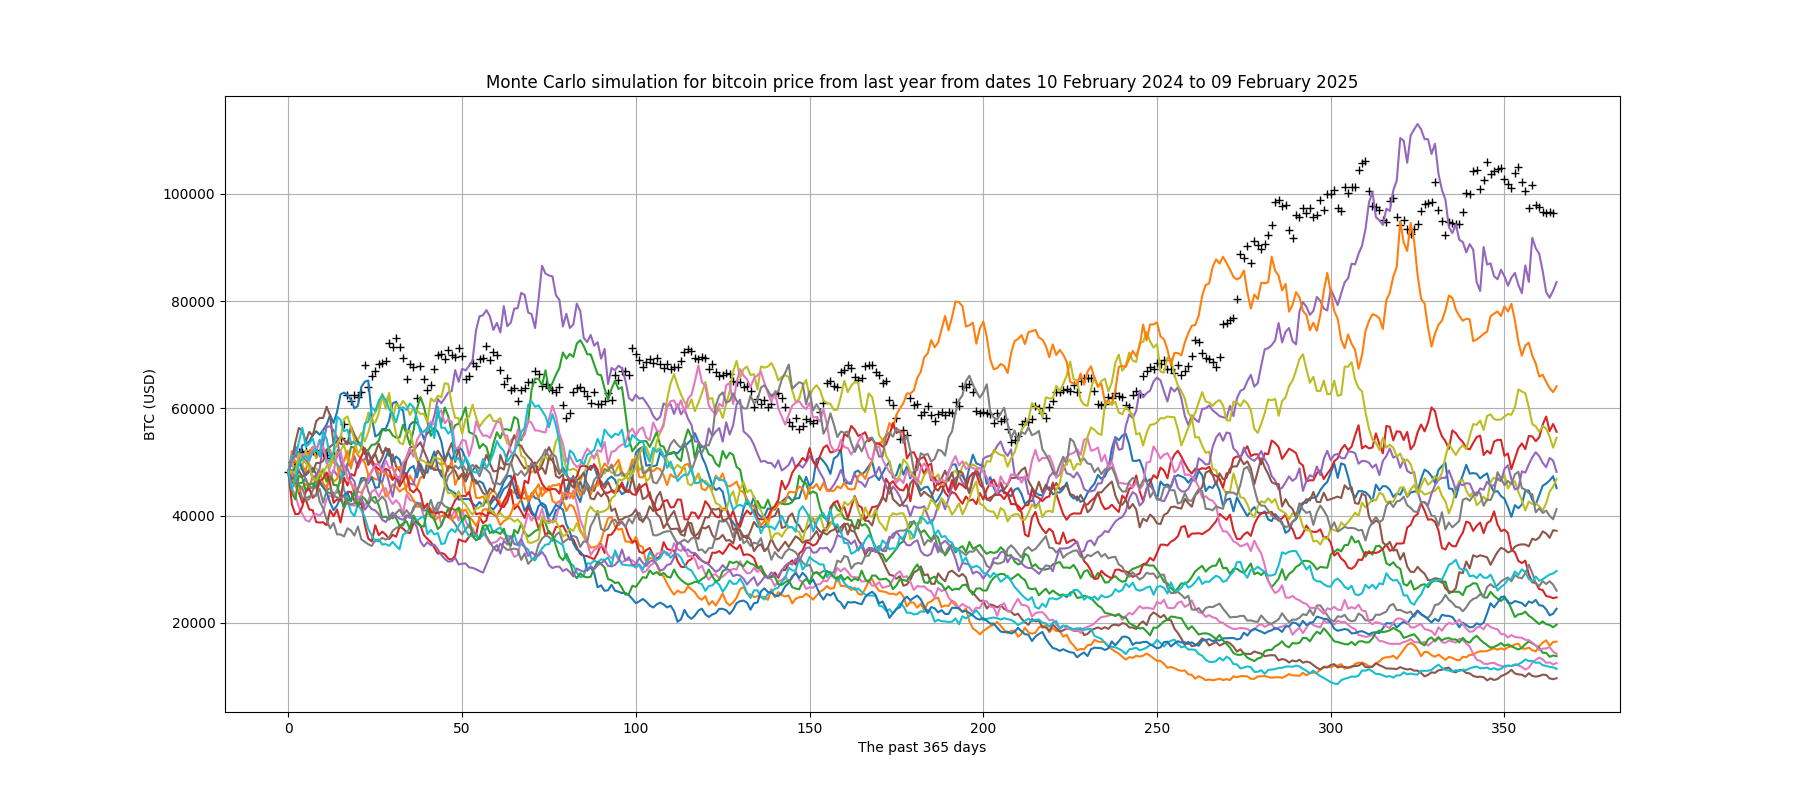 Monte Carlo simulation for bitcoin price from last year from dates 10 February 2024 to 09 February 2025
BTC (USD)
100000
80000
60000
40000
20000
0 50 100 150 200 250 300 350
The past 365 days